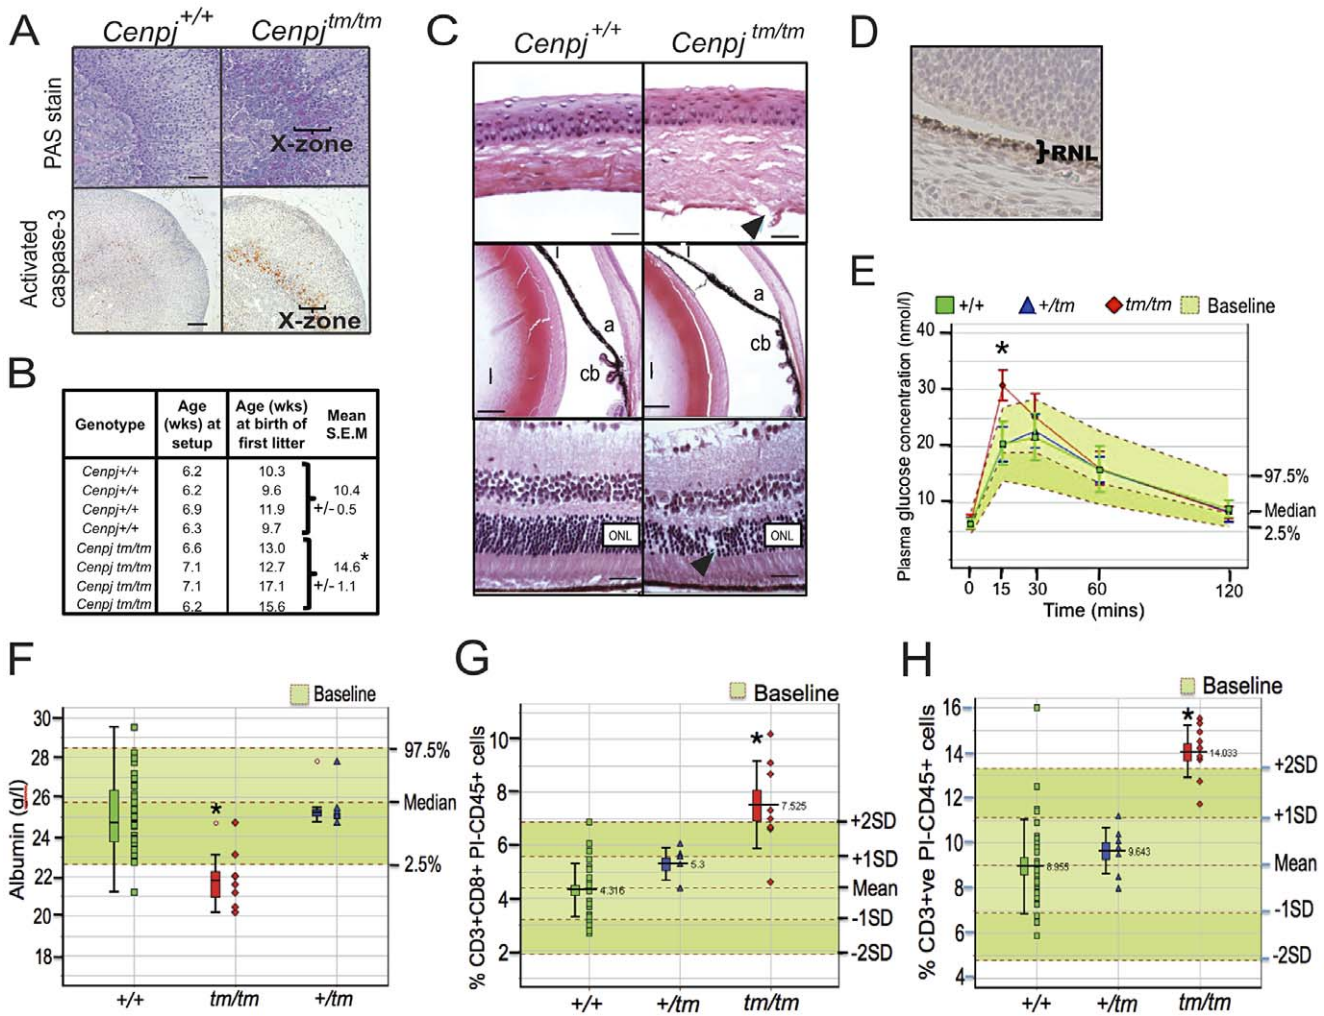 A
Cenpj+/+
Cenpj tm/tm
PAS stain
X-zone
Activated
caspase-3
X-zone
B
Genotype
Age
(wks) at
setup
Age (wks)
at birth of
first litter
Mean
S.E.M
Cenpj+/+ 6.2 10.3
Cenpj+/+ 6.2 9.6 10.4
Cenpj+/+ 6.9 11.9 +/- 0.5
Cenpj+/+ 6.3 9.7
Cenpj tm/tm 6.6 13.0
Cenpj tm/tm 7.1 12.7 14.6*
Cenpj tm/tm 7.1 17.1 +/- 1.1
Cenpj tm/tm 6.2 15.6
C
Cenpj+/+
Cenpj tm/tm
I
a
cb
l
I
a
cb
l
ONL
ONL
D
}RNL
E
+/+ +/tm tm/tm Baseline
Plasma glucose concentration (nmol/l)
40
30
20
10
*
97.5%
Median
2.5%
0 15 30 60 120
Time (mins)
F
Baseline
Albumin (g/l)
30
28
26
24
22
20
18
*
97.5%
Median
2.5%
+/+ tm/tm +/tm
G
Baseline
% CD3+CD8+ PI-CD45+ cells
10
8
6
4
2
4.316
5.3
*
7.525
+2SD
+1SD
Mean
-1SD
-2SD
+/+ +/tm tm/tm
H
Baseline
% CD3+ve PI-CD45+ cells
16
14
12
10
8
6
4
8.955
9.643
*
14.033
+2SD
+1SD
Mean
-1SD
-2SD
+/+ +/tm tm/tm